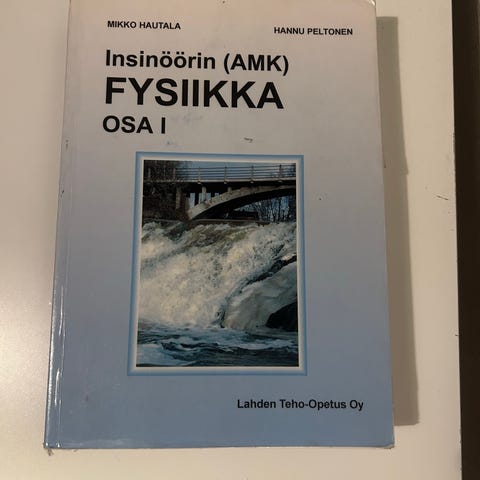 MIKKO HAUTALA
HANNU PELTONEN
Insinöörin (AMK)
FYSIIKKA
OSA I
Lahden Teho-Opetus Oy